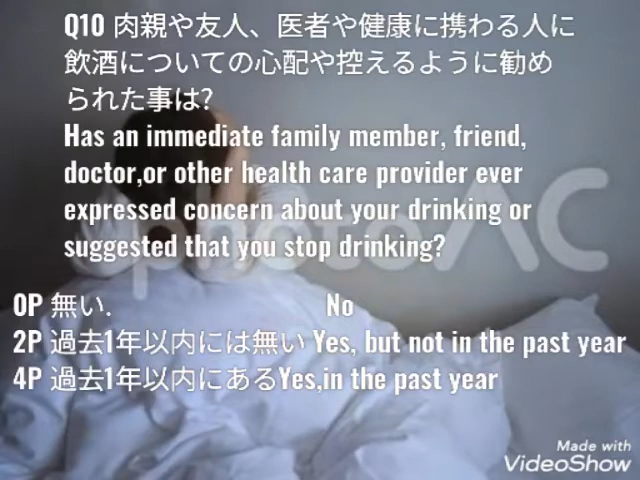 Q10 肉親や友人、医者や健康に携わる人に
飲酒についての心配や控えるように勧め
られた事は?
Has an immediate family member, friend,
doctor,or other health care provider ever
expressed concern about your drinking or
suggested that you stop drinking?
photoAC
0P 無い. No
2P 過去1年以内には無い Yes, but not in the past year
4P 過去1年以内にあるYes,in the past year
Made with
VideoShow